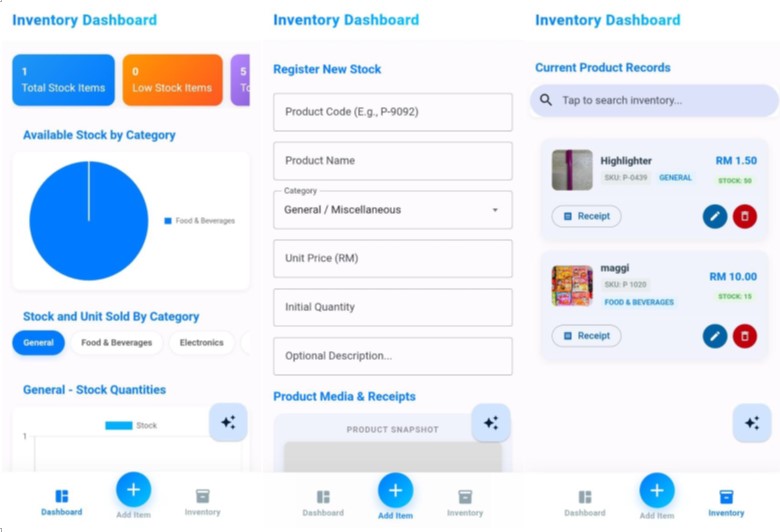 Inventory Dashboard
1
Total Stock Items
0
Low Stock Items
5
Available Stock by Category
Food & Beverages
Stock and Unit Sold By Category
General
Food & Beverages
Electronics
General - Stock Quantities
Stock
1
Dashboard
Add Item
Inventory
Inventory Dashboard
Register New Stock
Product Code (E.g., P-9092)
Product Name
Category
General / Miscellaneous
Unit Price (RM)
Initial Quantity
Optional Description...
Product Media & Receipts
PRODUCT SNAPSHOT
Dashboard
Add Item
Inventory
Inventory Dashboard
Current Product Records
Tap to search inventory...
Highlighter
RM 1.50
SKU: P-0439
GENERAL
STOCK: 50
Receipt
maggi
RM 10.00
SKU: P 1020
FOOD & BEVERAGES
STOCK: 15
Receipt
Dashboard
Add Item
Inventory